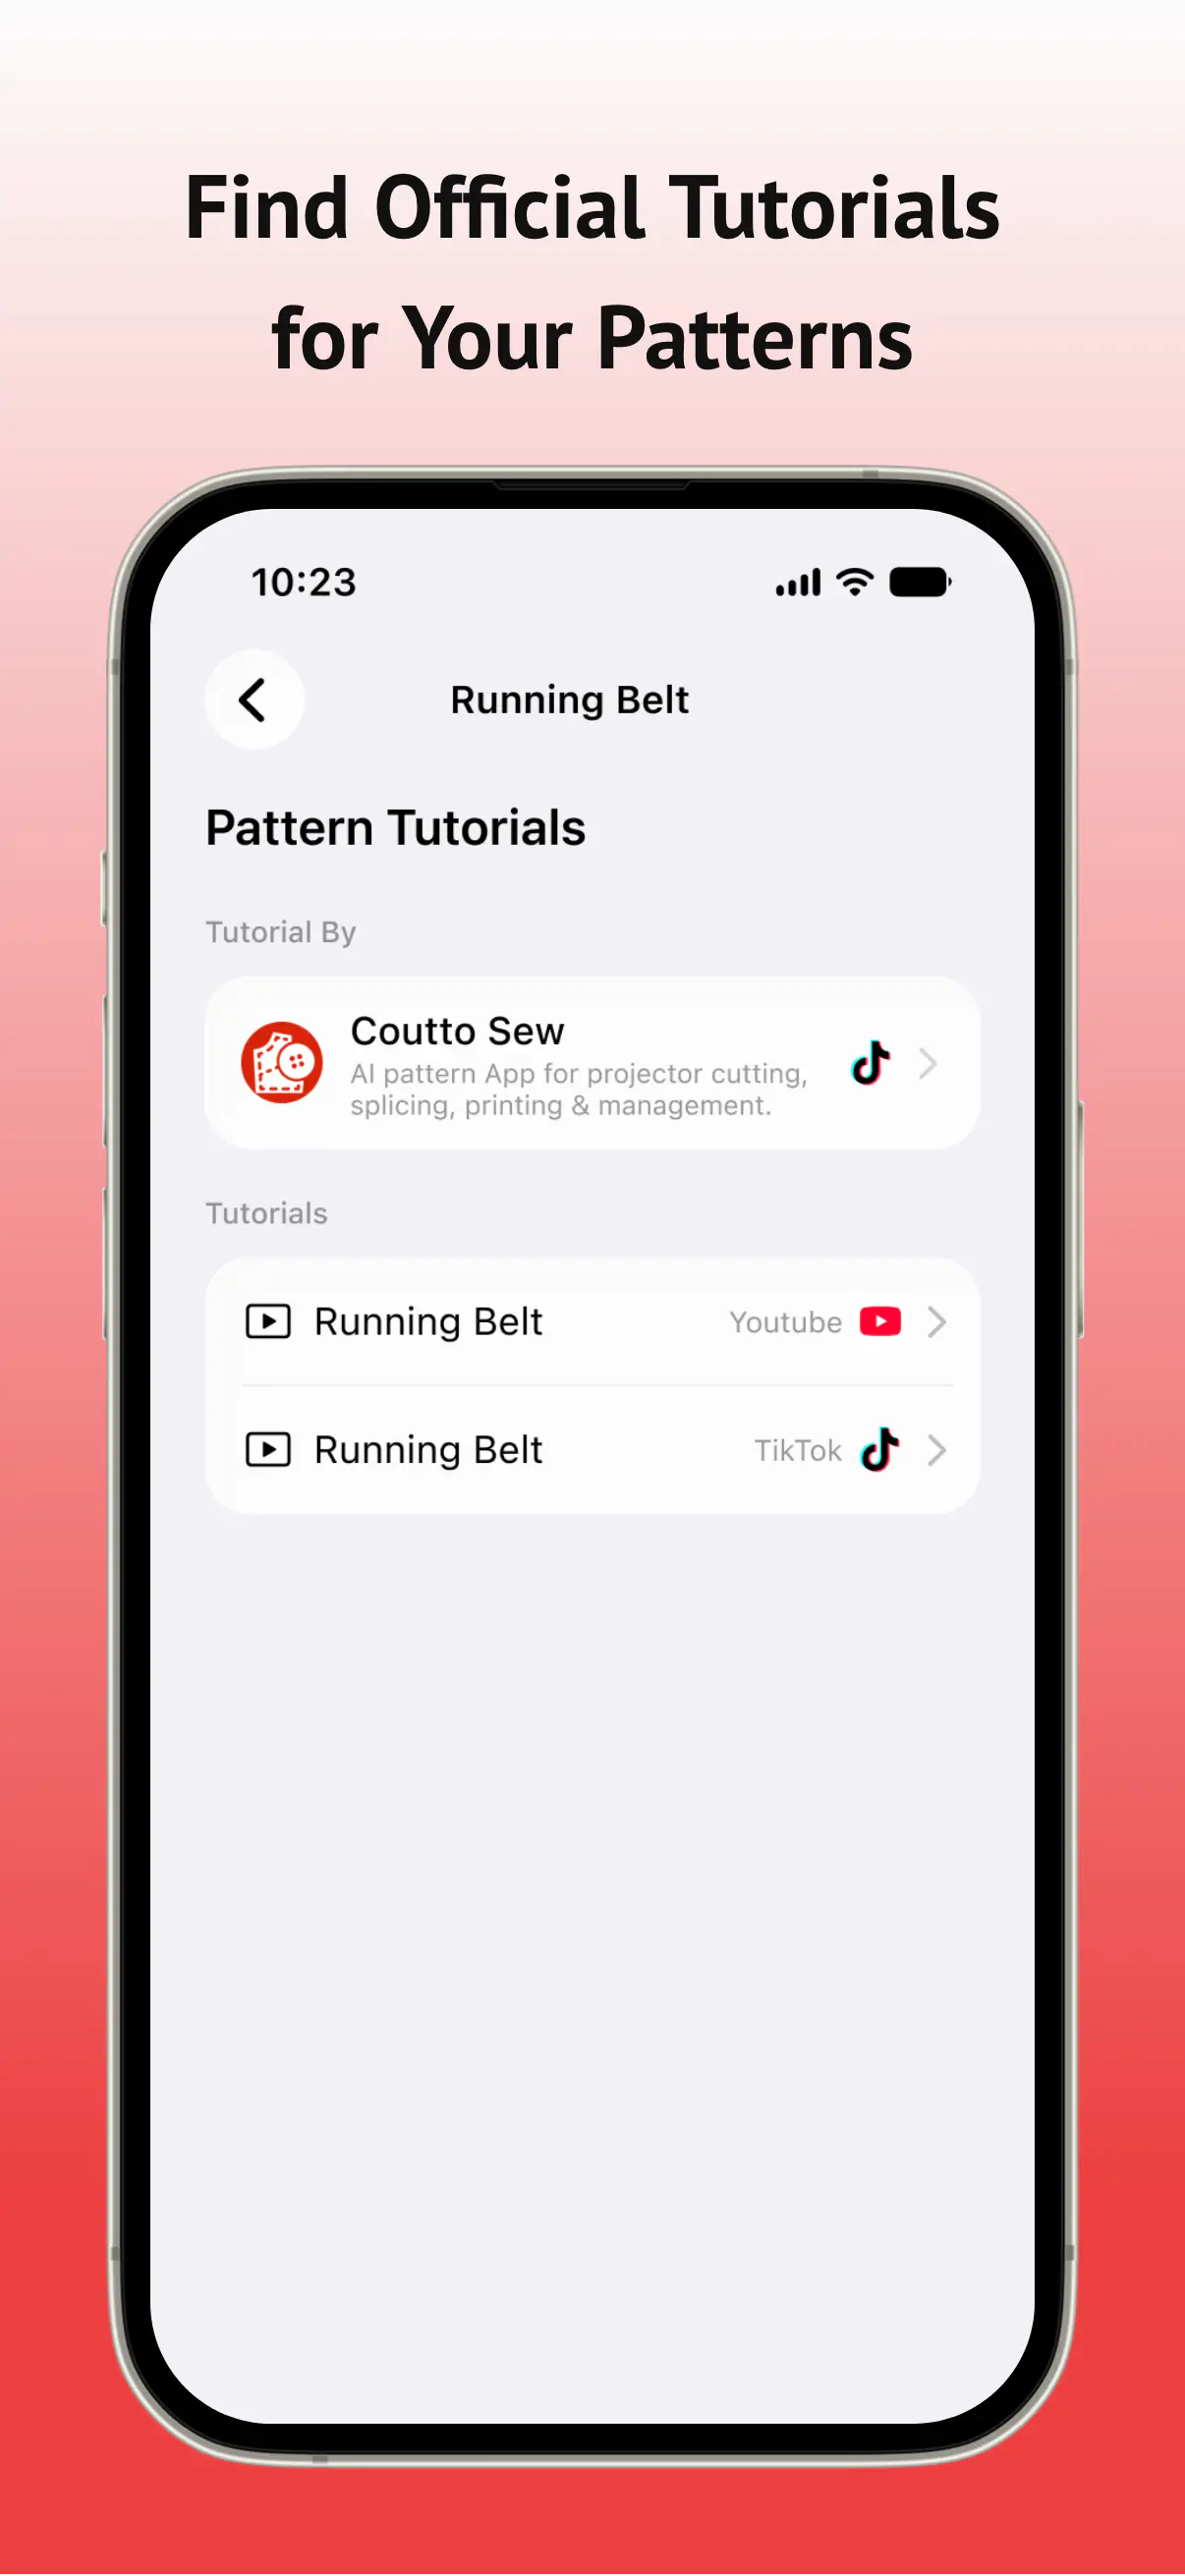 Find Official Tutorials
for Your Patterns
10:23
Running Belt
Pattern Tutorials
Tutorial By
Coutto Sew
AI pattern App for projector cutting,
splicing, printing & management.
Tutorials
Running Belt Youtube
Running Belt TikTok